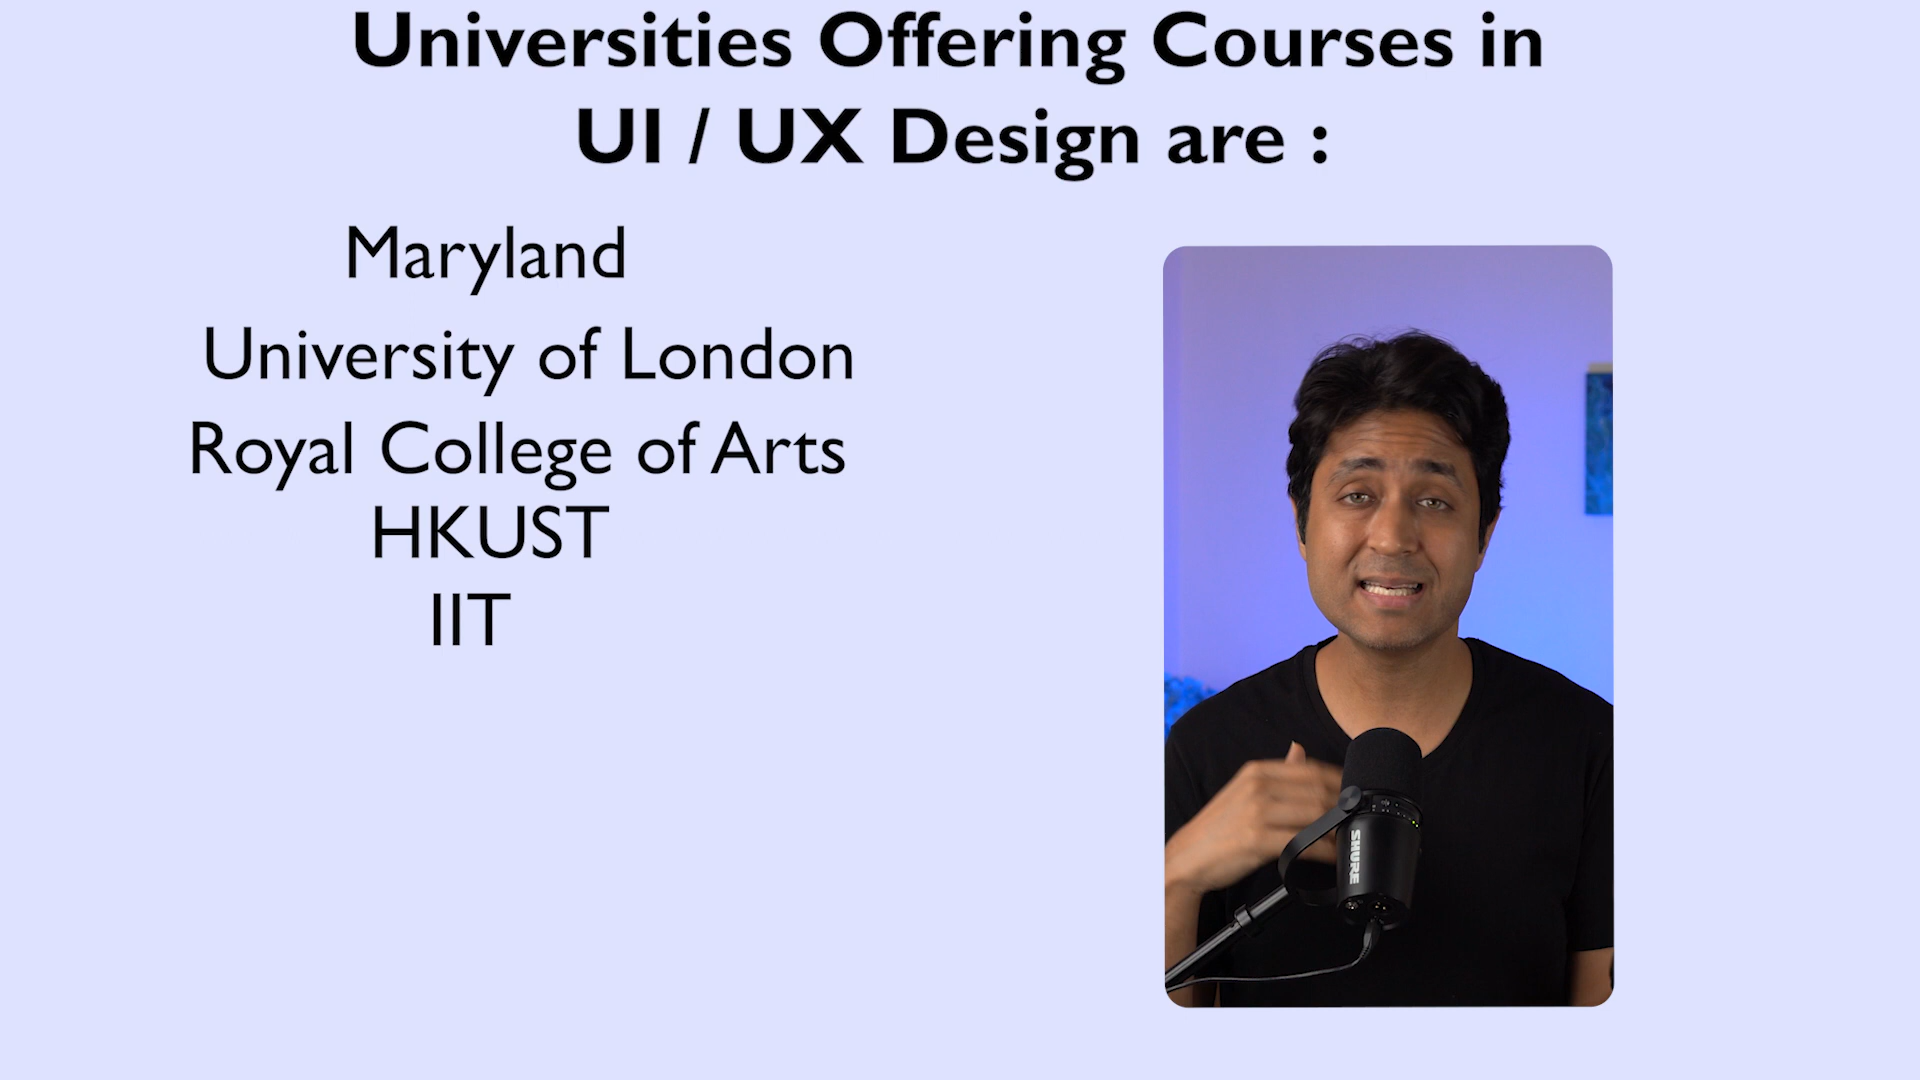 Universities Offering Courses in
UI / UX Design are :
Maryland
University of London
Royal College of Arts
HKUST
IIT
SHURE